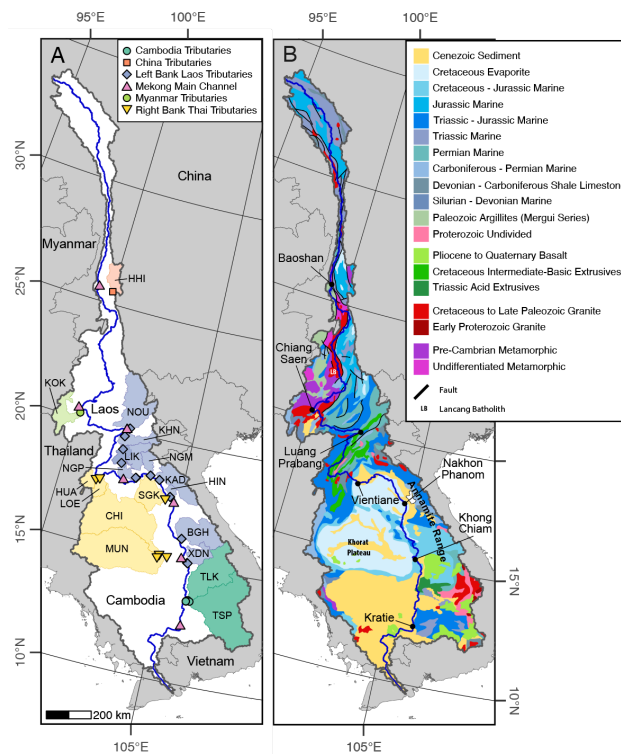 95°E
100°E
95°E
100°E
A
Cambodia Tributaries
China Tributaries
Left Bank Laos Tributaries
Mekong Main Channel
Myanmar Tributaries
Right Bank Thai Tributaries
30°N
25°N
20°N
15°N
10°N
China
Myanmar
HHI
KOK
Laos
NOU
KHN
Thailand
LIK
NGM
NGP
KAD
HIN
HUA
LOE
SGK
CHI
BGH
MUN
XDN
TLK
Cambodia
TSP
Vietnam
200 km
105°E
B
Cenezoic Sediment
Cretaceous Evaporite
Cretaceous - Jurassic Marine
Jurassic Marine
Triassic - Jurassic Marine
Triassic Marine
Permian Marine
Carboniferous - Permian Marine
Devonian - Carboniferous Shale Limeston
Silurian - Devonian Marine
Paleozoic Argillites (Mergui Series)
Proterozoic Undivided
Pliocene to Quaternary Basalt
Cretaceous Intermediate-Basic Extrusives
Triassic Acid Extrusives
Cretaceous to Late Paleozoic Granite
Early Proterozoic Granite
Pre-Cambrian Metamorphic
Undifferentiated Metamorphic
Fault
LB Lancang Batholith
Baoshan
Chiang
Saen
LB
Luang
Prabang
Nakhon
Phanom
Vientiane
Annamite Range
Khong
Chiam
Khorat
Plateau
Kratie
15°N
10°N
105°E